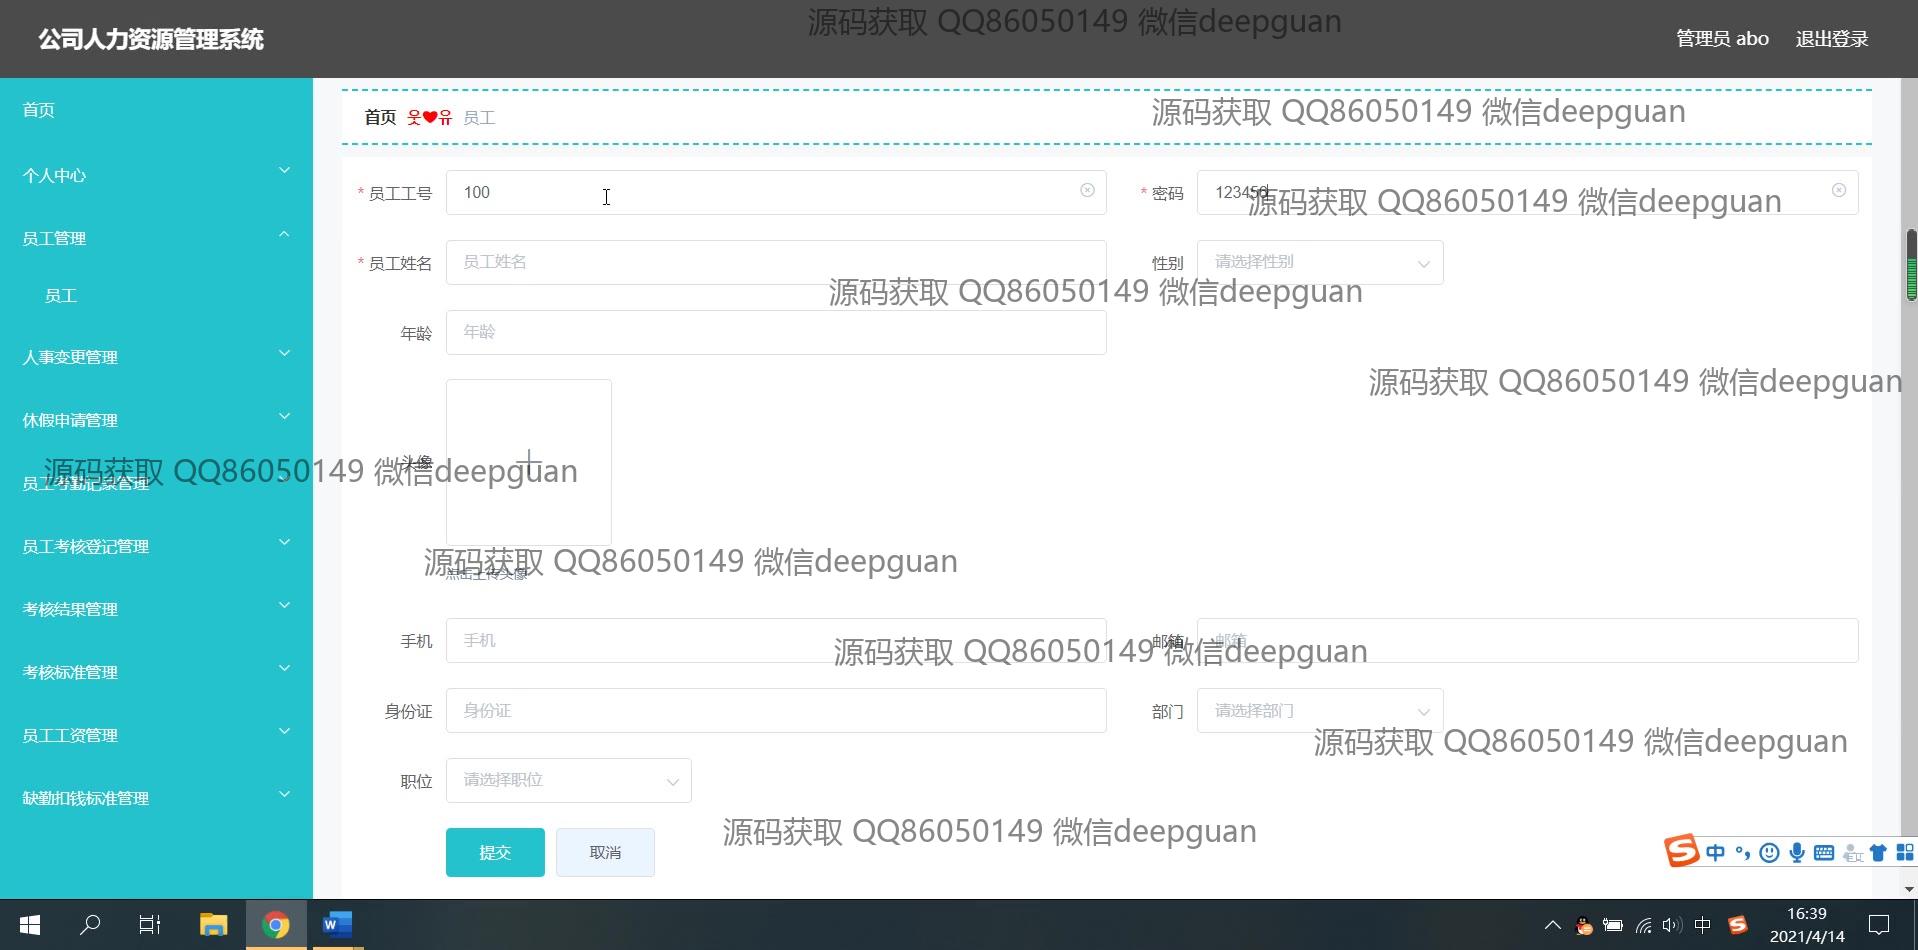 公司人力资源管理系统
管理员 abo
退出登录
源码获取 QQ86050149 微信deepguan
首页
个人中心
员工管理
员工
人事变更管理
休假申请管理
员工考勤记录管理
员工考核登记管理
考核结果管理
考核标准管理
员工工资管理
缺勤扣钱标准管理
首页 웃❤유 员工
源码获取 QQ86050149 微信deepguan
* 员工工号 100
* 密码 123456
源码获取 QQ86050149 微信deepguan
* 员工姓名 员工姓名
性别 请选择性别
源码获取 QQ86050149 微信deepguan
年龄 年龄
源码获取 QQ86050149 微信deepguan
头像
源码获取 QQ86050149 微信deepguan
源码获取 QQ86050149 微信deepguan
点击上传头像
手机 手机
邮箱 邮箱
源码获取 QQ86050149 微信deepguan
身份证 身份证
部门 请选择部门
源码获取 QQ86050149 微信deepguan
职位 请选择职位
源码获取 QQ86050149 微信deepguan
提交
取消
中
中
16:39
2021/4/14